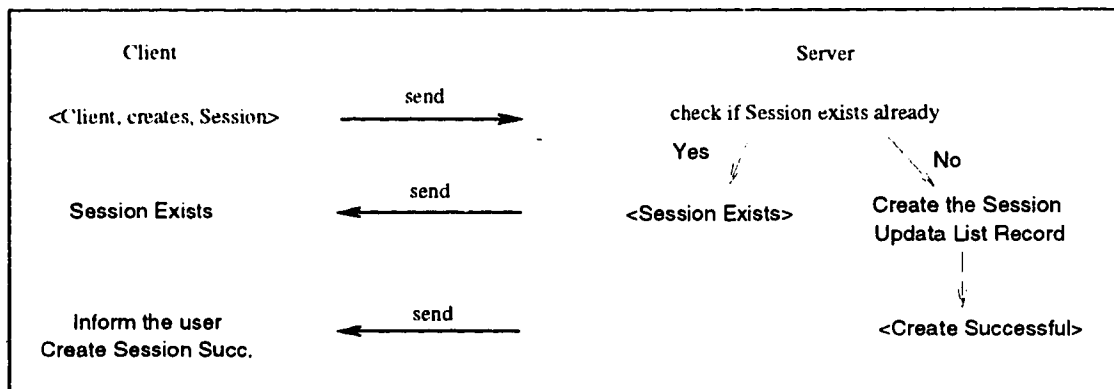 Client
Server
<Client, creates, Session>
send
check if Session exists already
Yes
No
Session Exists
send
<Session Exists>
Create the Session
Updata List Record
Inform the user
Create Session Succ.
send
<Create Successful>